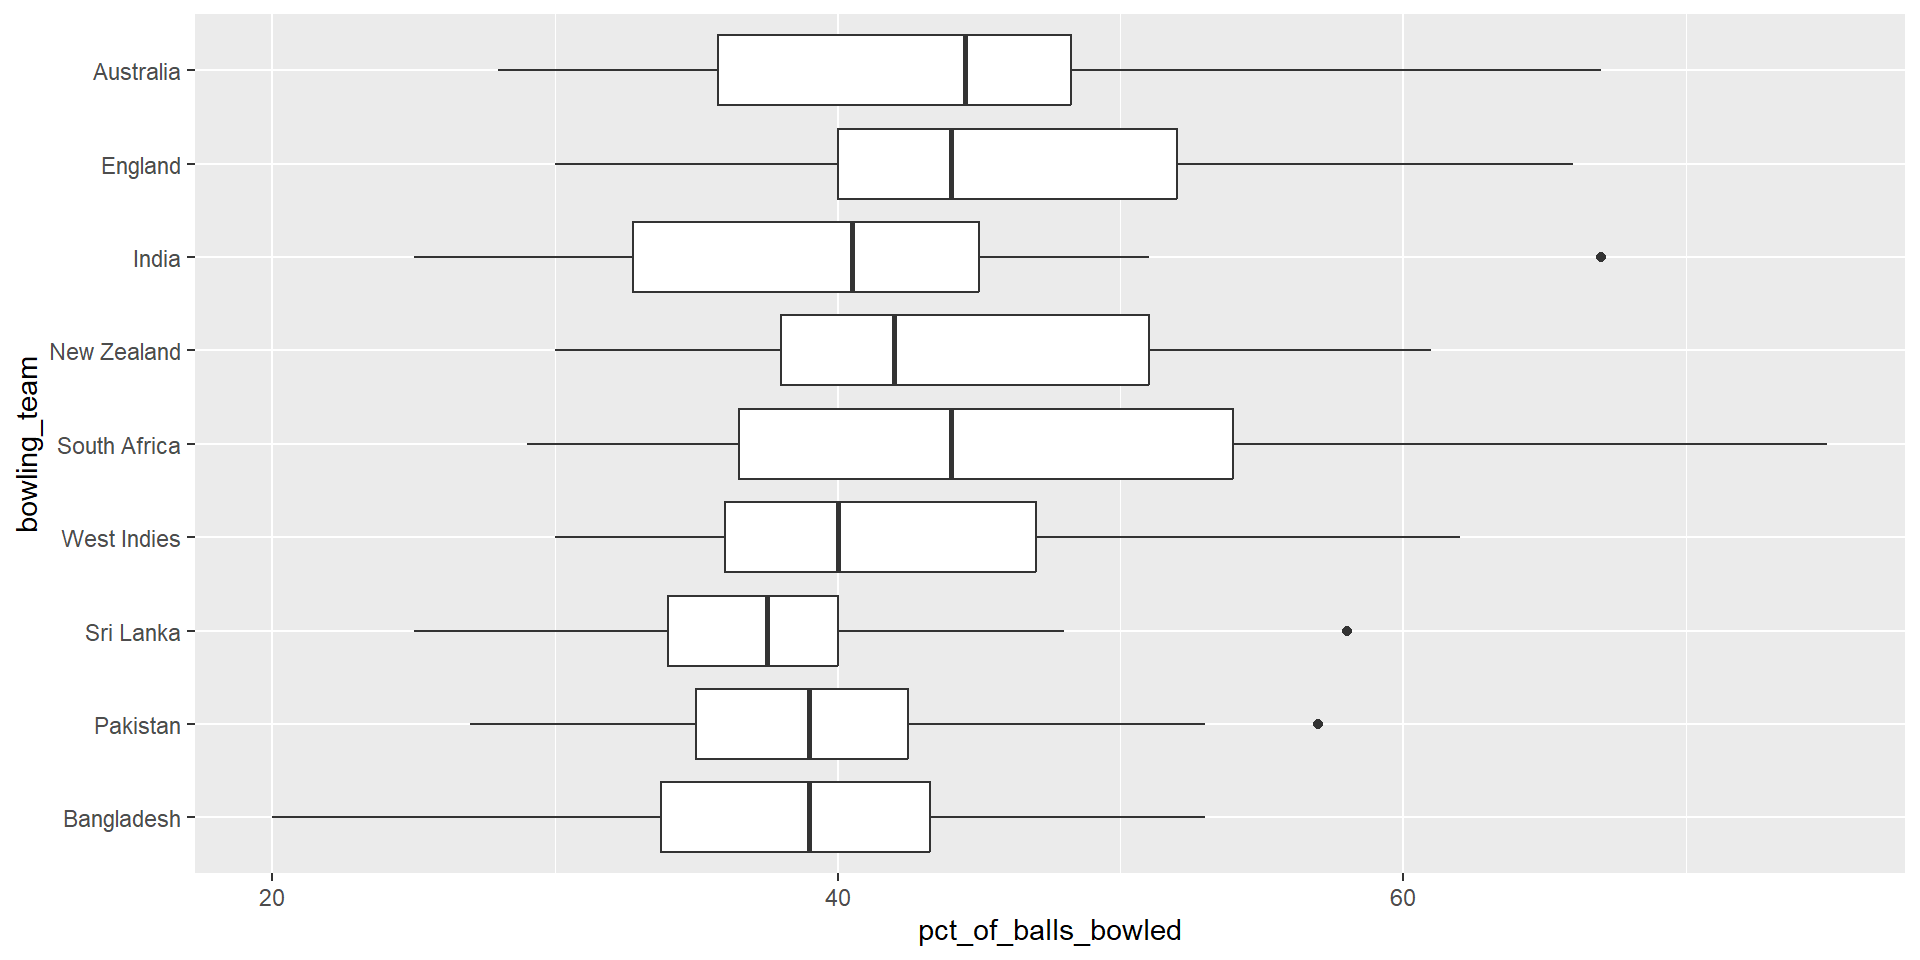 Australia
England
India
New Zealand
South Africa
West Indies
Sri Lanka
Pakistan
Bangladesh
bowling_team
20 40 60
pct_of_balls_bowled